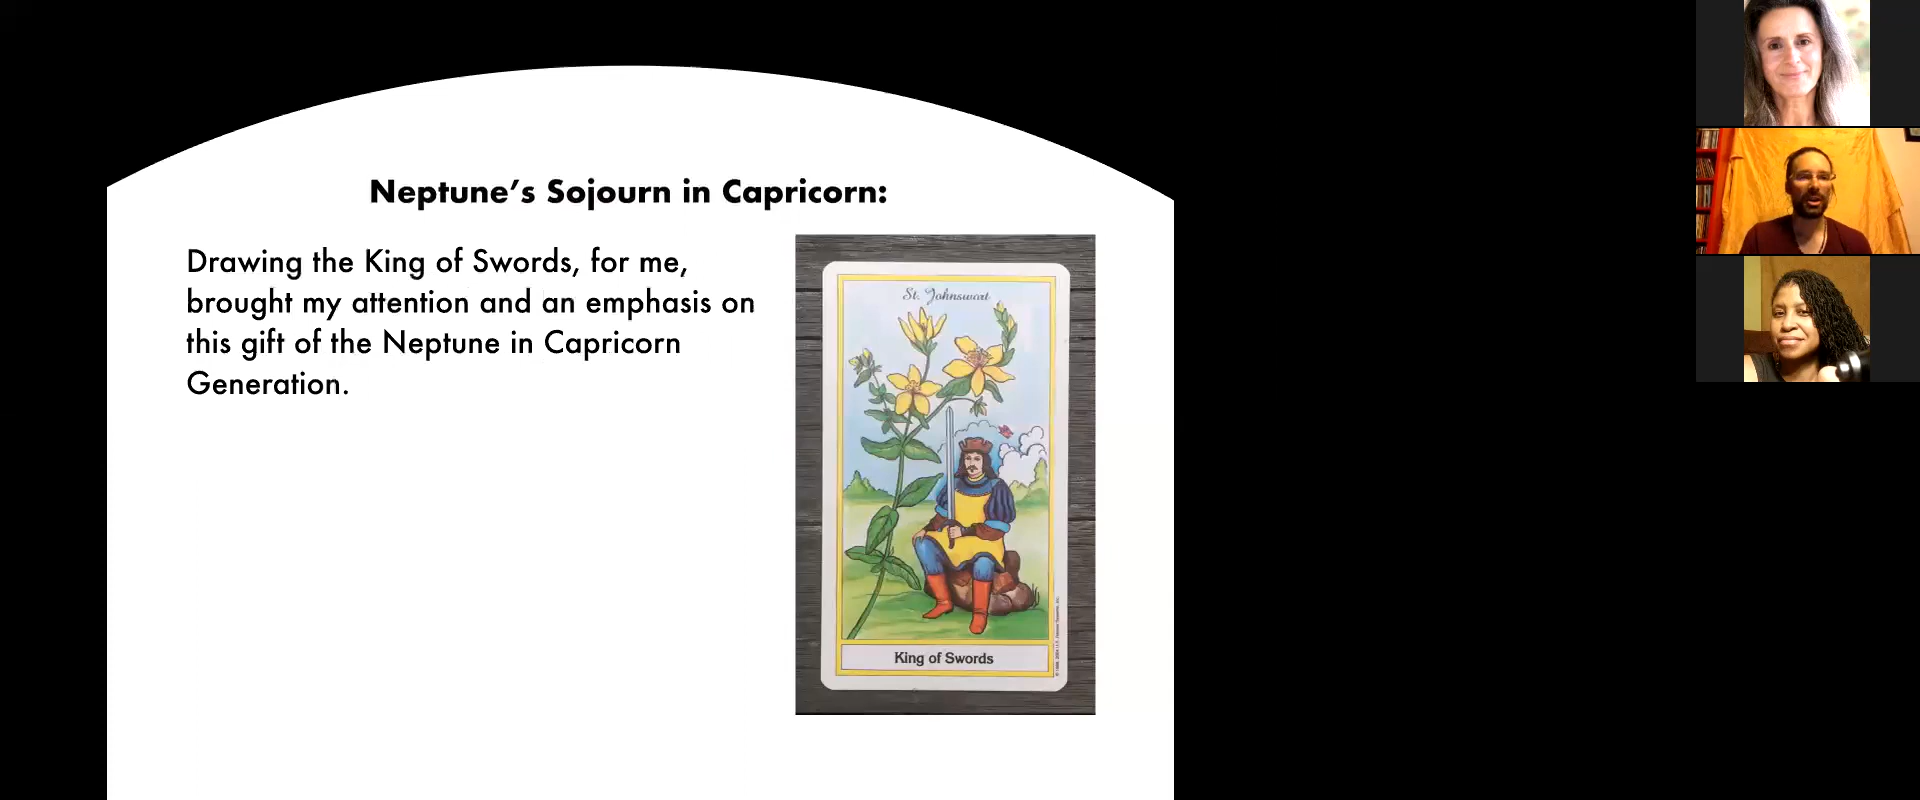 Neptune’s Sojourn in Capricorn:
Drawing the King of Swords, for me,
brought my attention and an emphasis on
this gift of the Neptune in Capricorn
Generation.
St. Johnswort
King of Swords